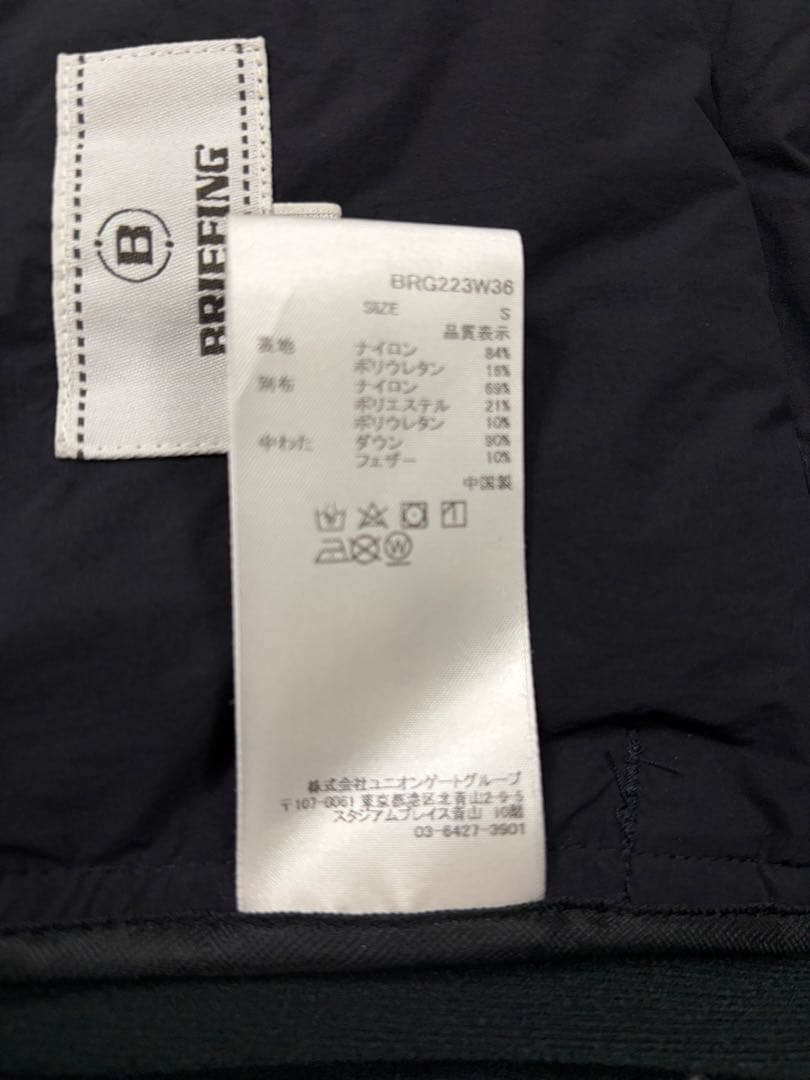 B
BRIEFING
BRG223W36
SIZE S
品質表示
表地 ナイロン 84%
ポリウレタン 16%
別布 ナイロン 69%
ポリエステル 21%
ポリウレタン 10%
中わた ダウン 90%
フェザー 10%
中国製
W
株式会社ユニオンゲートグループ
〒107-0061 東京都港区北青山2-9-5
スタジアムプレイス青山 10階
03-6427-3901